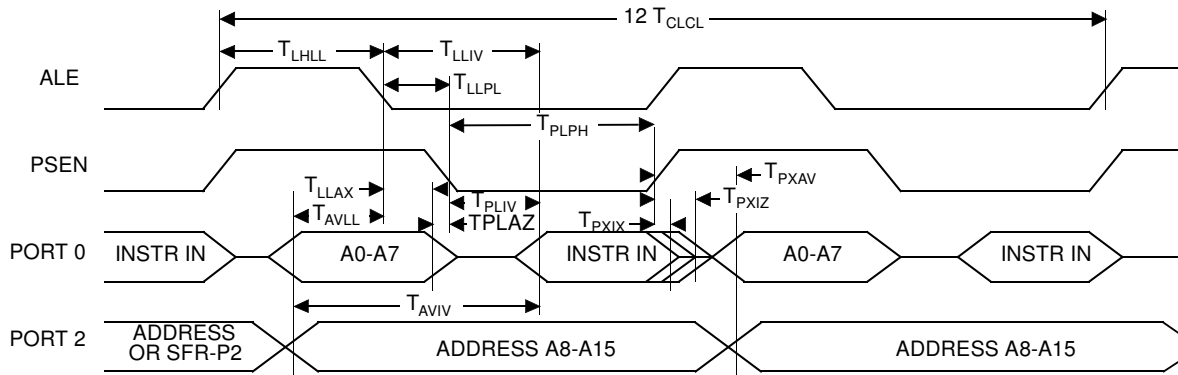 12 TCLCL
TLHLL
TLLIV
ALE
TLLPL
TPLPH
PSEN
TLLAX
TPXAV
TPLIV
TPXIZ
TAVLL
TPLAZ
TPXIX
PORT 0
INSTR IN
A0-A7
INSTR IN
A0-A7
INSTR IN
TAVIV
PORT 2
ADDRESS
OR SFR-P2
ADDRESS A8-A15
ADDRESS A8-A15